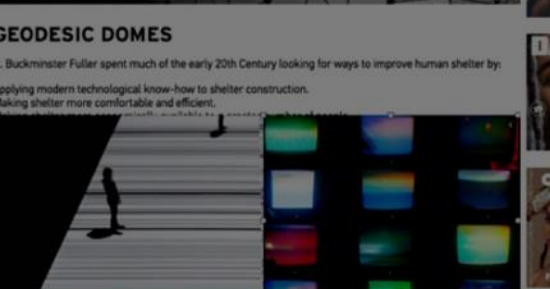 GEODESIC DOMES
. Buckminster Fuller spent much of the early 20th Century looking for ways to improve human shelter by:
pplying modern technological know-how to shelter construction.
aking shelter more comfortable and efficient.